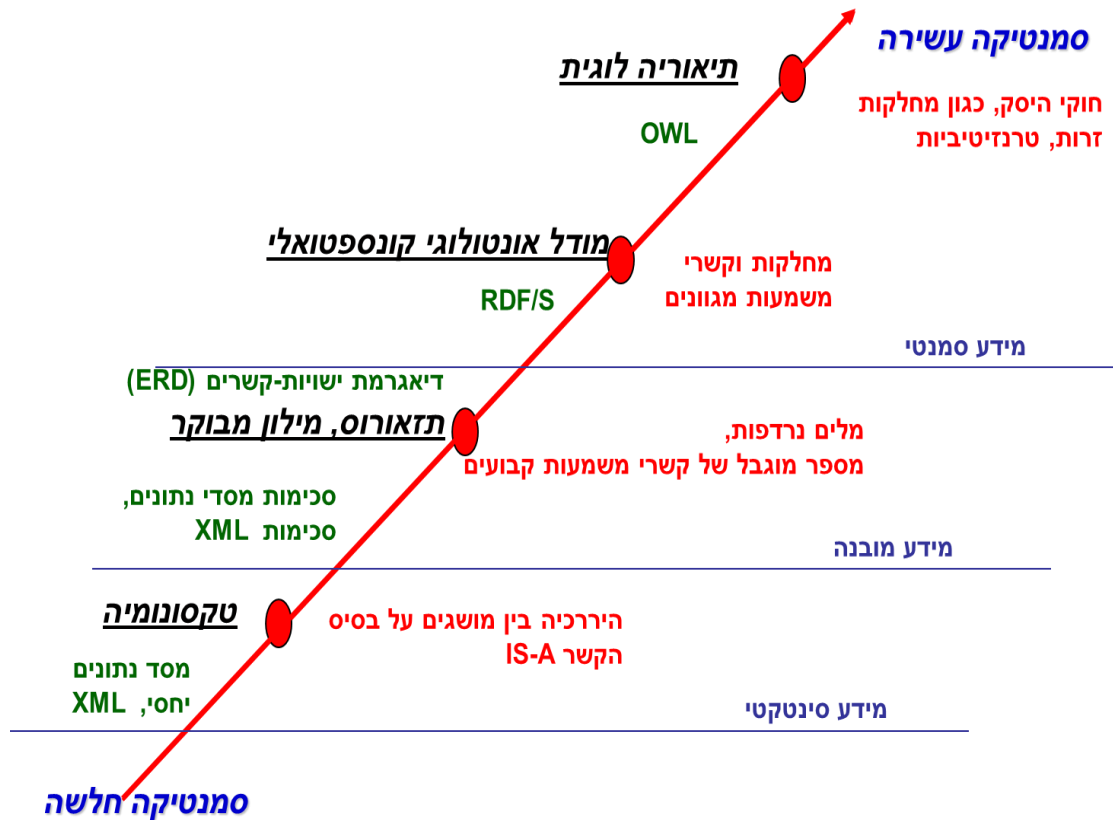 סמנטיקה עשירה
תיאוריה לוגית
חוקי היסק, כגון מחלקות
זרות, טרנזיטיביות
OWL
מודל אונטולוגי קונספטואלי
מחלקות וקשרי
משמעות מגוונים
RDF/S
מידע סמנטי
דיאגרמת ישויות-קשרים (ERD)
תזאורוס, מילון מבוקר
מלים נרדפות,
מספר מוגבל של קשרי משמעות קבועים
סכימות מסדי נתונים,
סכימות XML
מידע מובנה
טקסונומיה
היררכיה בין מושגים על בסיס
הקשר IS-A
מסד נתונים
יחסי, XML
מידע סינטקטי
סמנטיקה חלשה